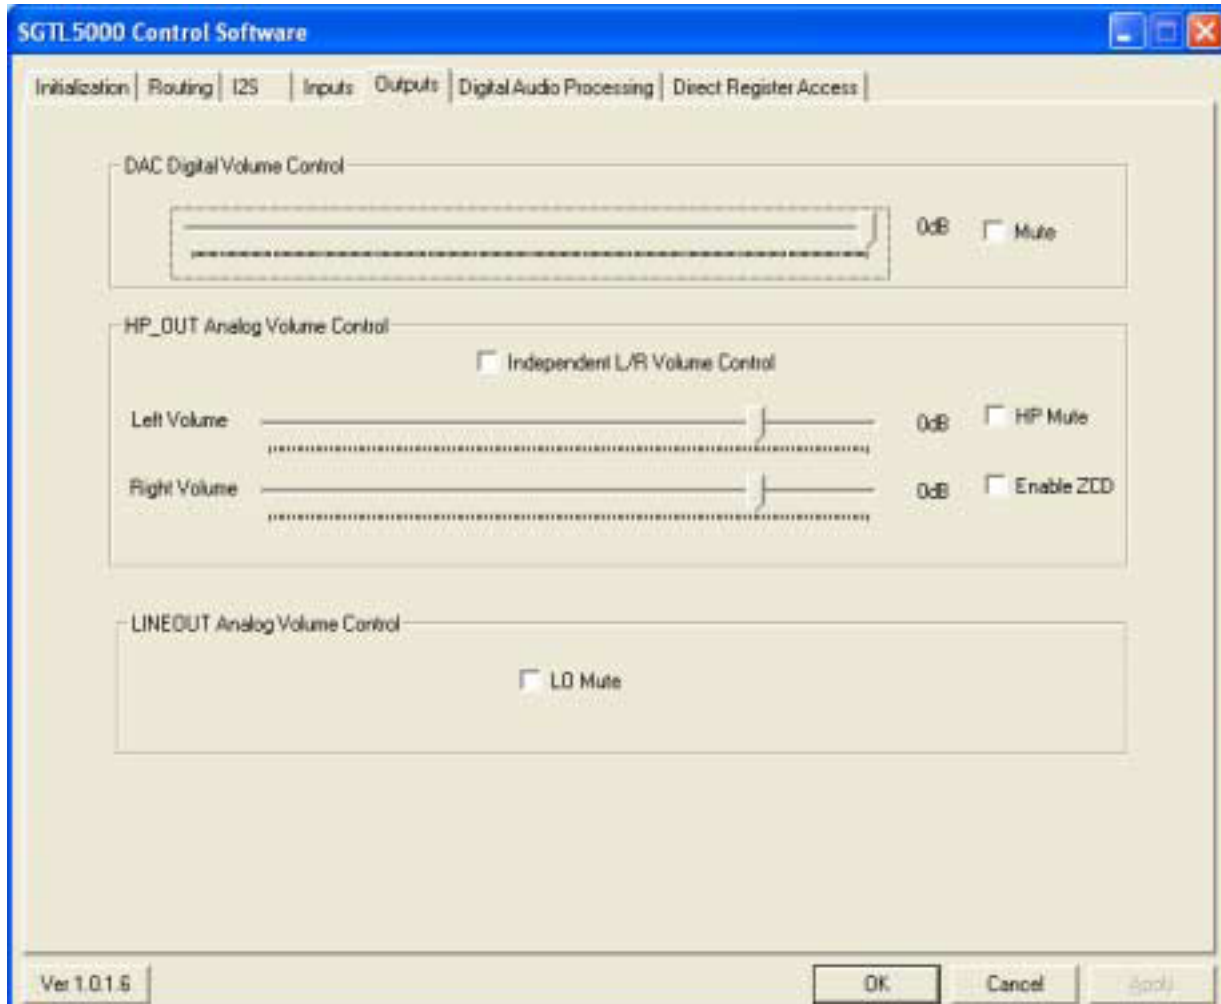 SGTL5000 Control Software
Initialization Routing I2S Inputs Outputs Digital Audio Processing Direct Register Access
DAC Digital Volume Control
0dB Mute
HP_OUT Analog Volume Control
Independent L/R Volume Control
Left Volume 0dB HP Mute
Right Volume 0dB Enable ZCD
LINEOUT Analog Volume Control
LO Mute
Ver 1.0.1.6 OK Cancel Apply